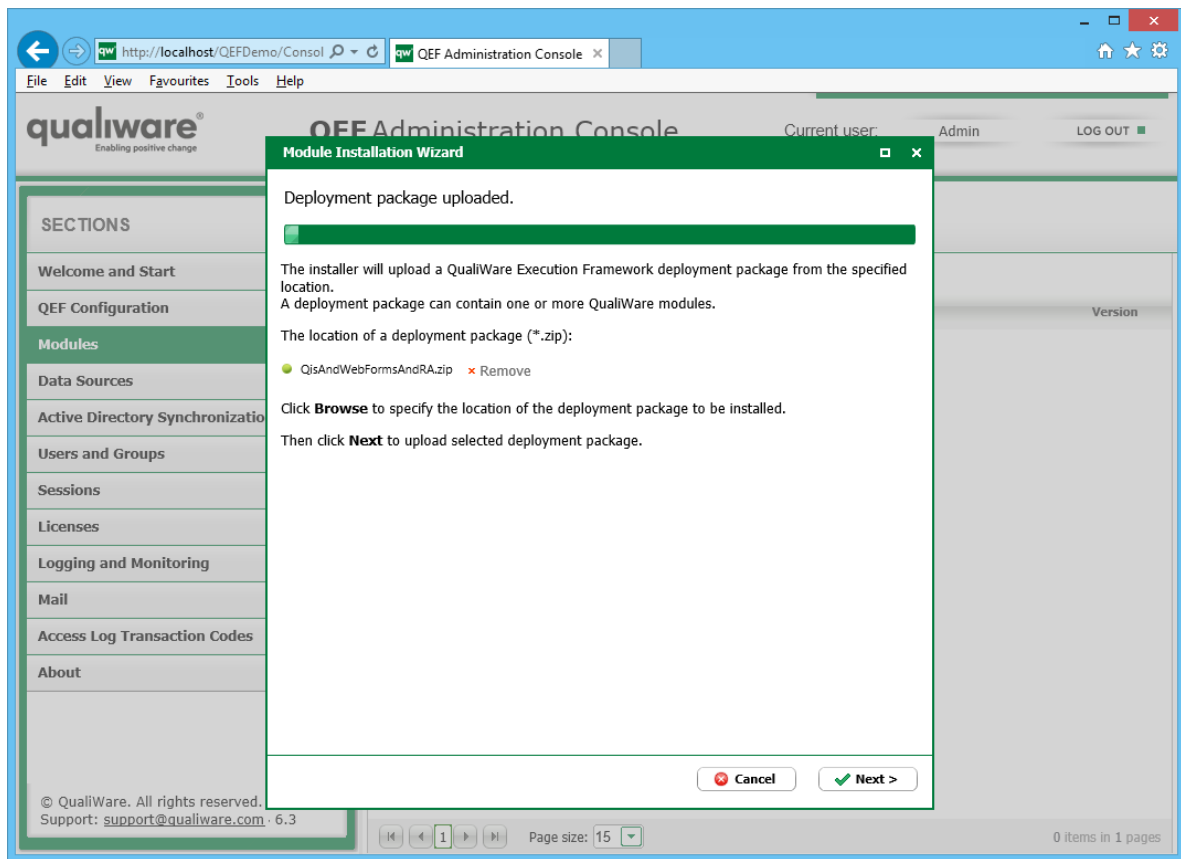 http://localhost/QEFDemo/Consol
QEF Administration Console
File Edit View Favourites Tools Help
qualiware®
Enabling positive change
QEF Administration Console
Current user: Admin
LOG OUT
Module Installation Wizard
Deployment package uploaded.
SECTIONS
Welcome and Start
QEF Configuration
Modules
Data Sources
Active Directory Synchronizatio
Users and Groups
Sessions
Licenses
Logging and Monitoring
Mail
Access Log Transaction Codes
About
The installer will upload a QualiWare Execution Framework deployment package from the specified
location.
A deployment package can contain one or more QualiWare modules.
Version
The location of a deployment package (*.zip):
QisAndWebFormsAndRA.zip × Remove
Click Browse to specify the location of the deployment package to be installed.
Then click Next to upload selected deployment package.
Cancel
Next >
© QualiWare. All rights reserved.
Support: support@qualiware.com · 6.3
1
Page size: 15
0 items in 1 pages